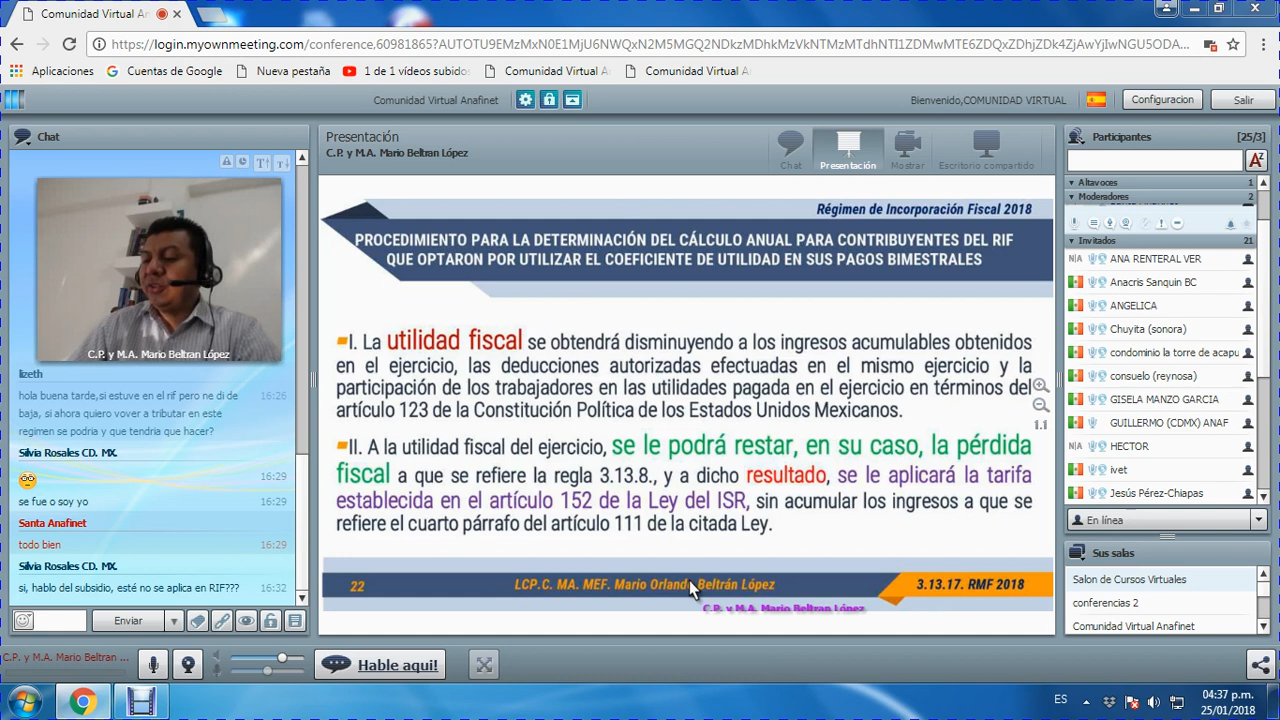 Comunidad Virtual Anafin
https://login.myownmeeting.com/conference,60981865?AUTOTU9EMzMxN0E1MjU6NWQxN2M5MGQ2NDkzMDhkMzVkNTMzMTdhNTI1ZDMwMTE6ZDQxZDhjZDk4ZjAwYjIwNGU5ODA...
Aplicaciones
Cuentas de Google
Nueva pestaña
1 de 1 vídeos subido
Comunidad Virtual A
Comunidad Virtual A
Comunidad Virtual Anafinet
Bienvenido,COMUNIDAD VIRTUAL
Configuracion
Salir
Chat
C.P. y M.A. Mario Beltran López
lizeth
hola buena tarde,si estuve en el rif pero ne di de
baja, si ahora quiero vover a tributar en este
regimen se podria y que tendria que hacer?
16:26
Silvia Rosales CD. MX.
16:29
se fue o soy yo
16:29
Santa Anafinet
todo bien
16:29
Silvia Rosales CD. MX.
si, hablo del subsidio, esté no se aplica en RIF???
16:32
Enviar
Presentación
C.P. y M.A. Mario Beltran López
Chat
Presentación
Mostrar
Escritorio compartido
Régimen de Incorporación Fiscal 2018
PROCEDIMIENTO PARA LA DETERMINACIÓN DEL CÁLCULO ANUAL PARA CONTRIBUYENTES DEL RIF
QUE OPTARON POR UTILIZAR EL COEFICIENTE DE UTILIDAD EN SUS PAGOS BIMESTRALES
I. La utilidad fiscal se obtendrá disminuyendo a los ingresos acumulables obtenidos
en el ejercicio, las deducciones autorizadas efectuadas en el mismo ejercicio y la
participación de los trabajadores en las utilidades pagada en el ejercicio en términos del
artículo 123 de la Constitución Política de los Estados Unidos Mexicanos.
II. A la utilidad fiscal del ejercicio, se le podrá restar, en su caso, la pérdida
fiscal a que se refiere la regla 3.13.8., y a dicho resultado, se le aplicará la tarifa
establecida en el artículo 152 de la Ley del ISR, sin acumular los ingresos a que se
refiere el cuarto párrafo del artículo 111 de la citada Ley.
1.1
22
LCP.C. MA. MEF. Mario Orlando Beltrán López
3.13.17. RMF 2018
C.P. y M.A. Mario Beltran López
Participantes
[25/3]
Altavoces
1
Moderadores
2
Invitados
21
N/A ANA RENTERAL VER
Anacris Sanquin BC
ANGELICA
Chuyita (sonora)
condominio la torre de acapu
consuelo (reynosa)
GISELA MANZO GARCIA
GUILLERMO (CDMX) ANAF
N/A HECTOR
ivet
Jesús Pérez-Chiapas
En línea
Sus salas
Salon de Cursos Virtuales
conferencias 2
Comunidad Virtual Anafinet
C.P. y M.A. Mario Beltran ...
Hable aqui!
ES
04:37 p.m.
25/01/2018